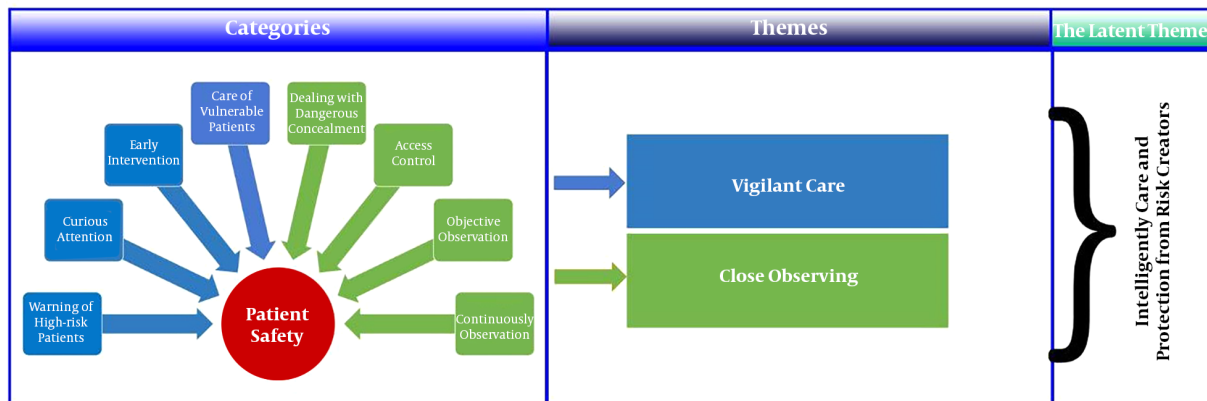 Categories
Themes
The Latent Theme
Care of
Vulnerable
Patients
Dealing with
Dangerous
Concealment
Early
Intervention
Access
Control
Curious
Attention
Objective
Observation
Warning of
High-risk
Patients
Continuously
Observation
Patient
Safety
Vigilant Care
Close Observing
Intelligently Care and
Protection from Risk Creators